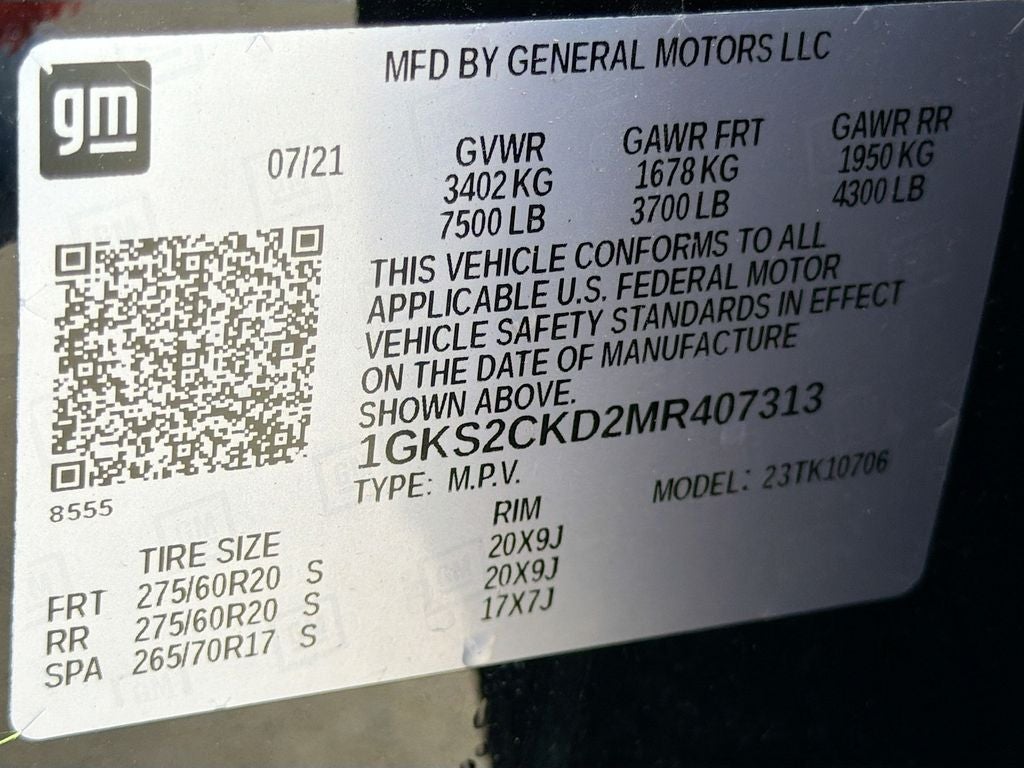 gm
MFD BY GENERAL MOTORS LLC
07/21
GVWR GAWR FRT GAWR RR
3402 KG 1678 KG 1950 KG
7500 LB 3700 LB 4300 LB
THIS VEHICLE CONFORMS TO ALL
APPLICABLE U.S. FEDERAL MOTOR
VEHICLE SAFETY STANDARDS IN EFFECT
ON THE DATE OF MANUFACTURE
SHOWN ABOVE.
1GKS2CKD2MR407313
TYPE: M.P.V. MODEL: 23TK10706
8555
TIRE SIZE RIM
FRT 275/60R20 S 20X9J
RR 275/60R20 S 20X9J
SPA 265/70R17 S 17X7J